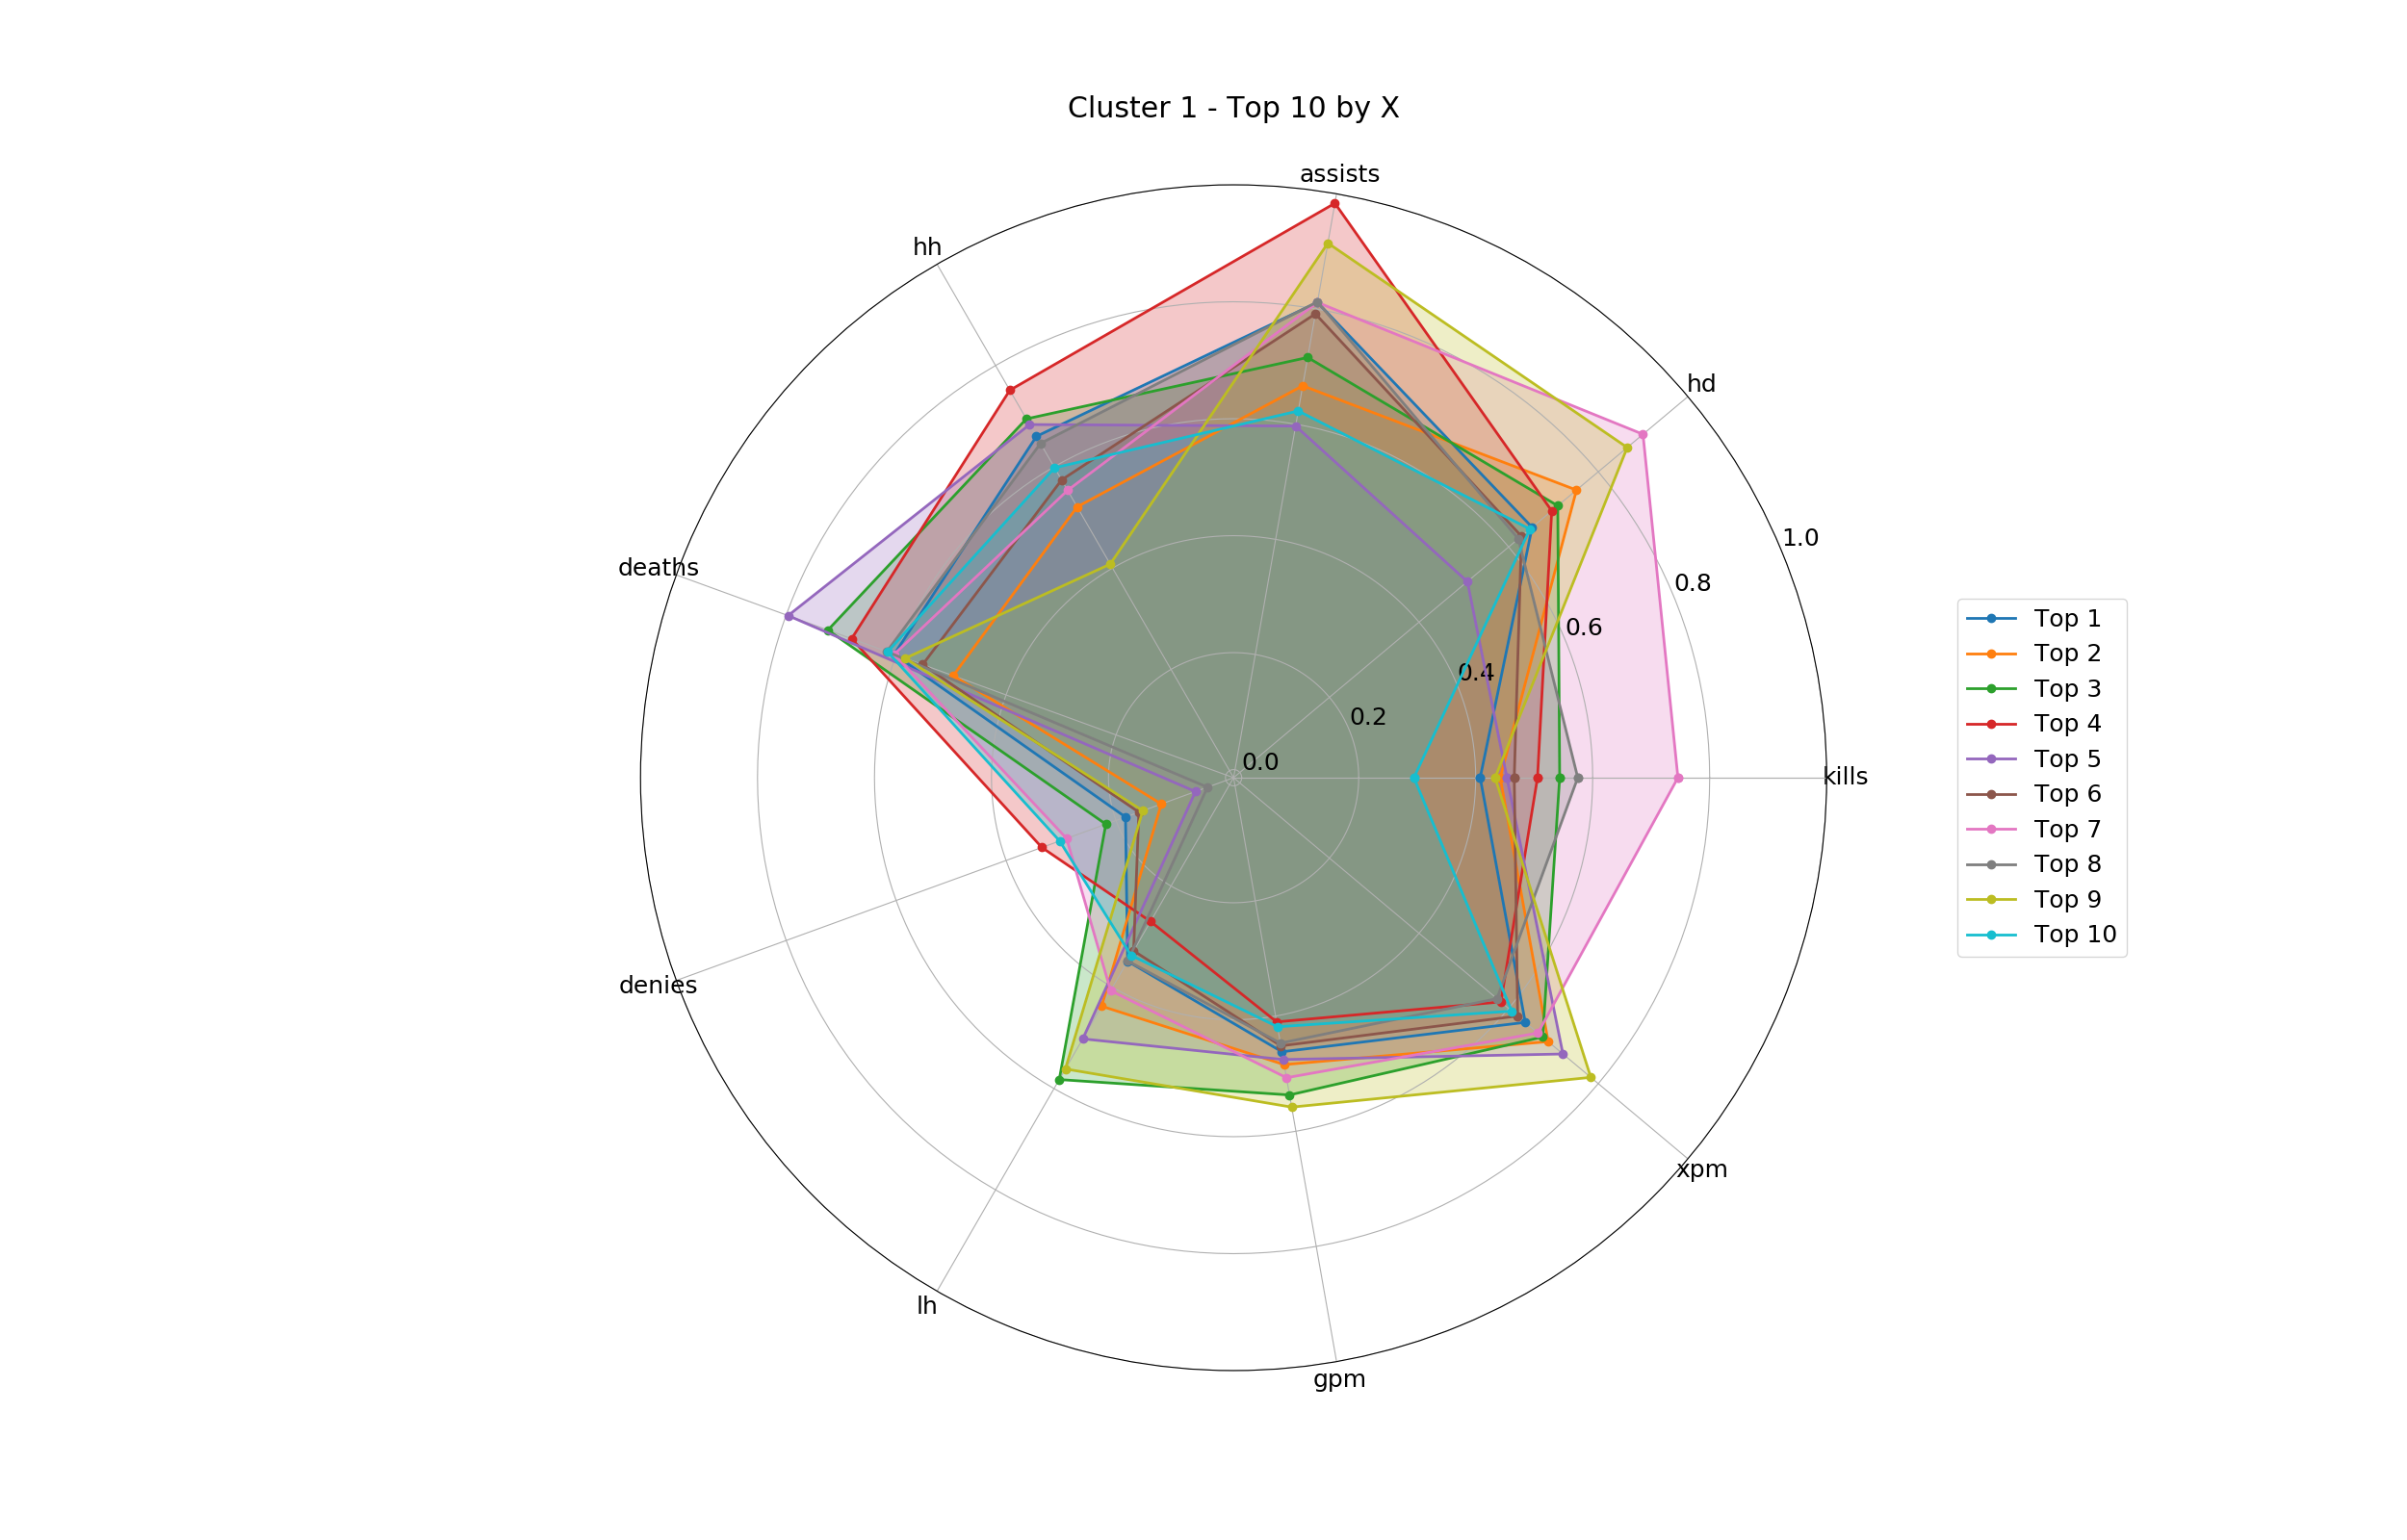 Cluster 1 - Top 10 by X
assists
hh
hd
1.0
deaths
0.8
0.6
0.4
0.2
0.0
kills
denies
xpm
lh
gpm
Top 1
Top 2
Top 3
Top 4
Top 5
Top 6
Top 7
Top 8
Top 9
Top 10